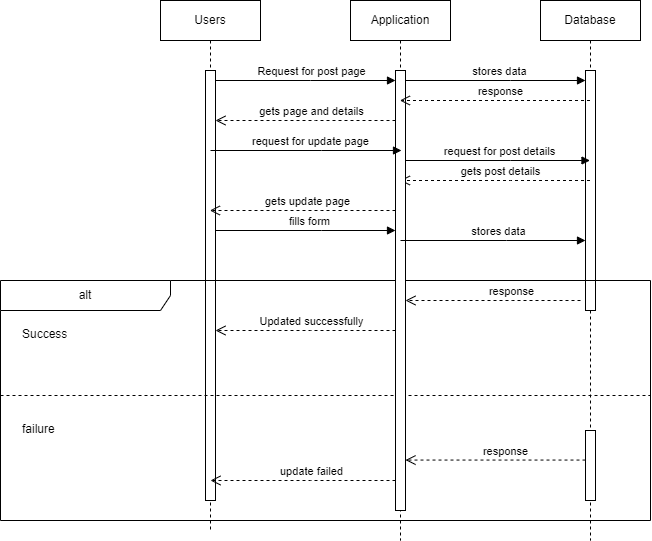 Users
Application
Database
Request for post page
stores data
response
gets page and details
request for update page
request for post details
gets post details
gets update page
fills form
stores data
alt
response
Updated successfully
Success
failure
response
update failed